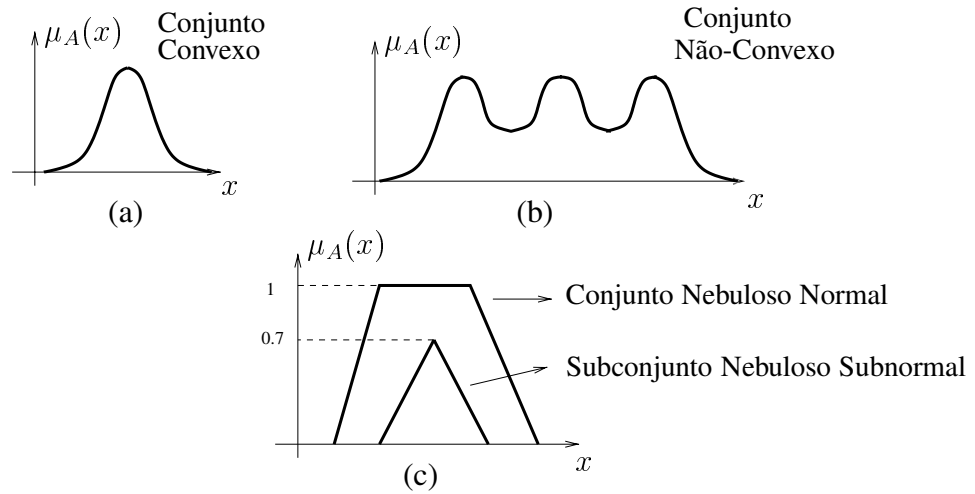 μ_A(x)
Conjunto
Convexo
x
(a)
μ_A(x)
Conjunto
Não-Convexo
x
(b)
μ_A(x)
1
Conjunto Nebuloso Normal
0.7
Subconjunto Nebuloso Subnormal
x
(c)